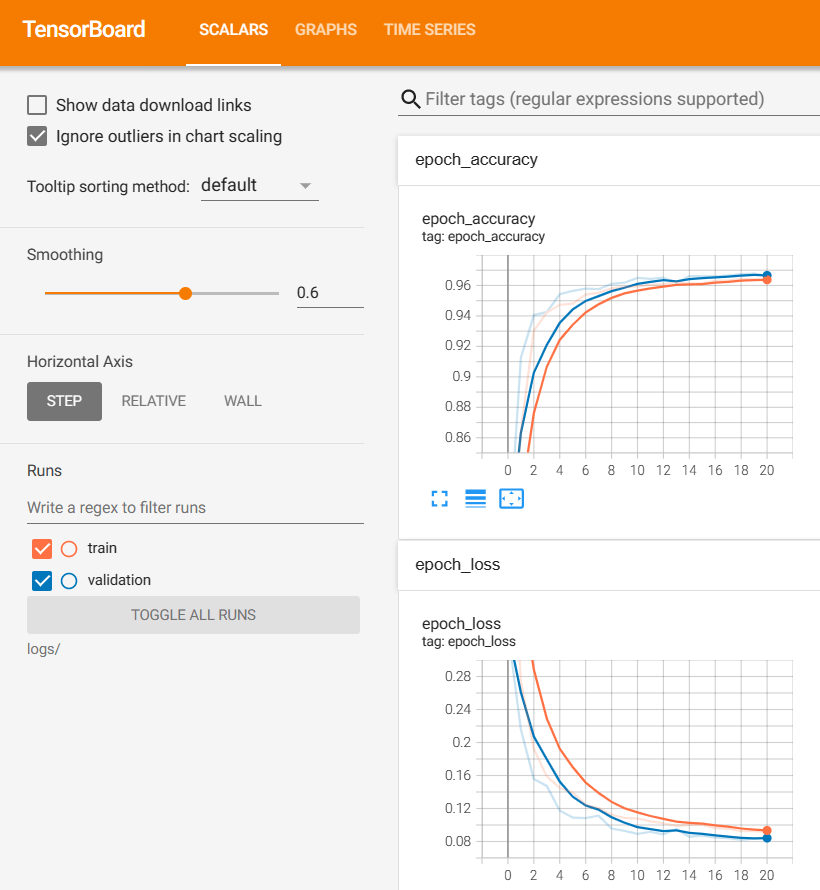 TensorBoard SCALARS GRAPHS TIME SERIES
Show data download links
Ignore outliers in chart scaling
Tooltip sorting method: default
Smoothing
0.6
Horizontal Axis
STEP RELATIVE WALL
Runs
Write a regex to filter runs
train
validation
TOGGLE ALL RUNS
logs/
Filter tags (regular expressions supported)
epoch_accuracy
epoch_accuracy
tag: epoch_accuracy
0.96
0.94
0.92
0.9
0.88
0.86
0 2 4 6 8 10 12 14 16 18 20
epoch_loss
epoch_loss
tag: epoch_loss
0.28
0.24
0.2
0.16
0.12
0.08
0 2 4 6 8 10 12 14 16 18 20